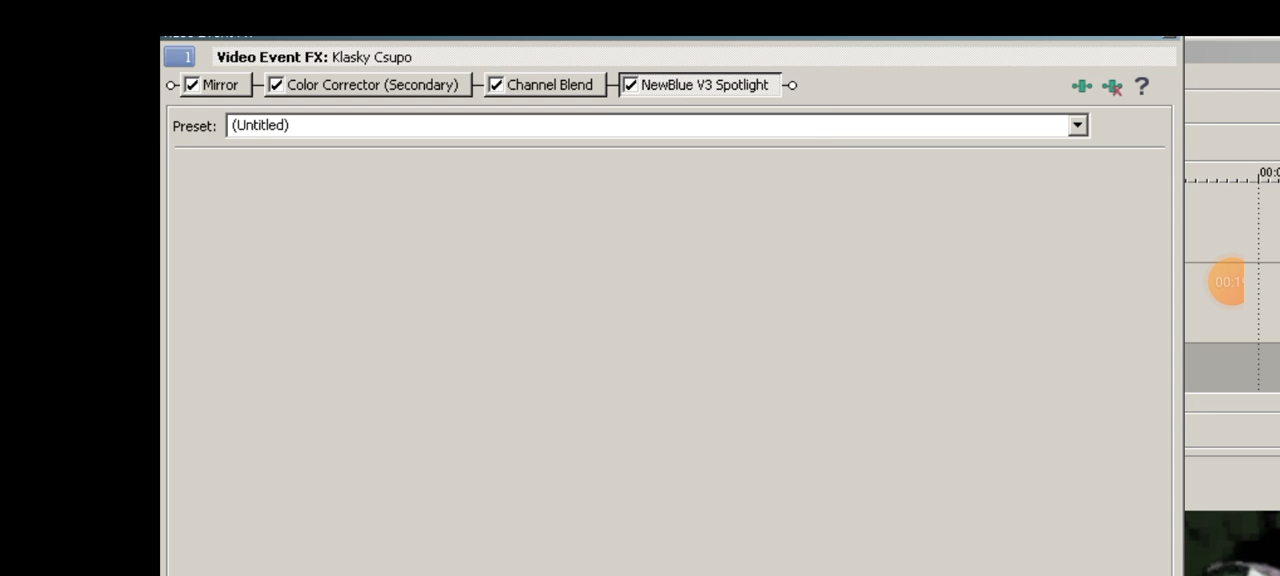 1 Video Event FX: Klasky Csupo
Mirror Color Corrector (Secondary) Channel Blend NewBlue V3 Spotlight ?
Preset: (Untitled)